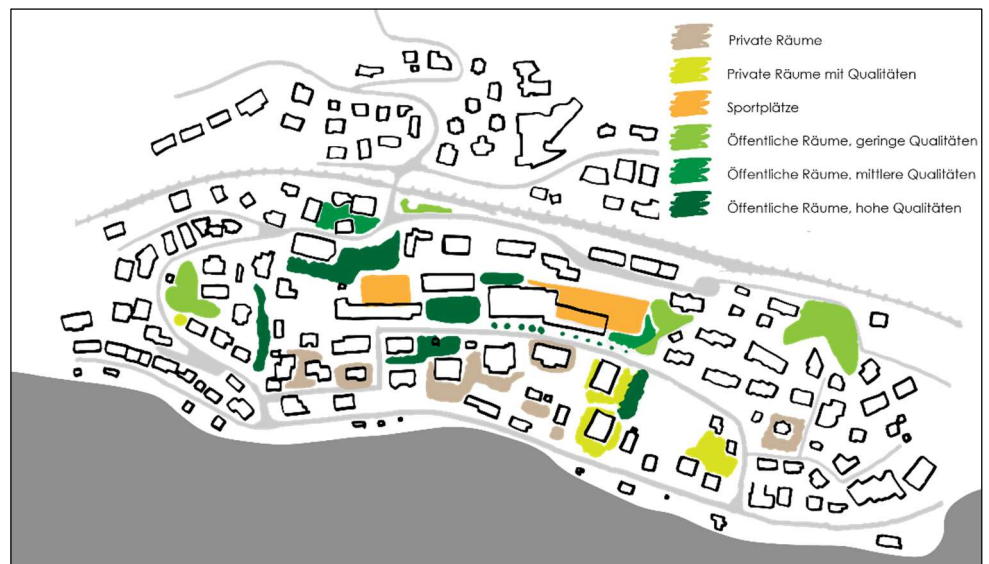 Private Räume
Private Räume mit Qualitäten
Sportplätze
Öffentliche Räume, geringe Qualitäten
Öffentliche Räume, mittlere Qualitäten
Öffentliche Räume, hohe Qualitäten